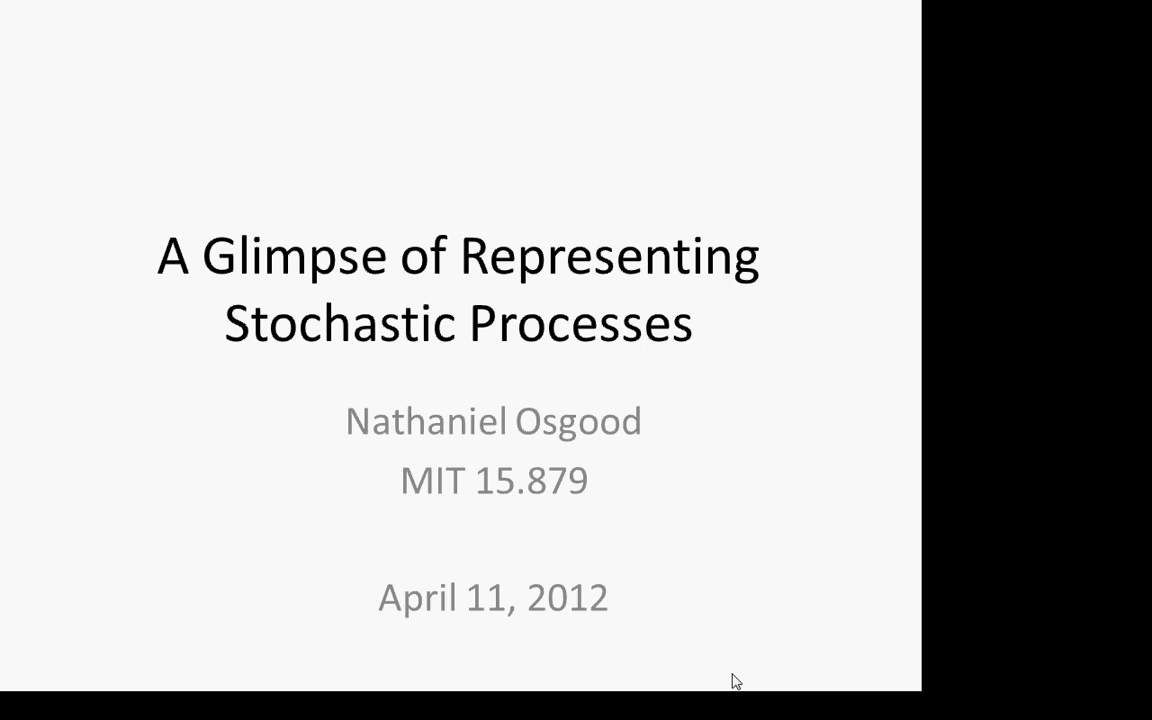 A Glimpse of Representing
Stochastic Processes
Nathaniel Osgood
MIT 15.879
April 11, 2012